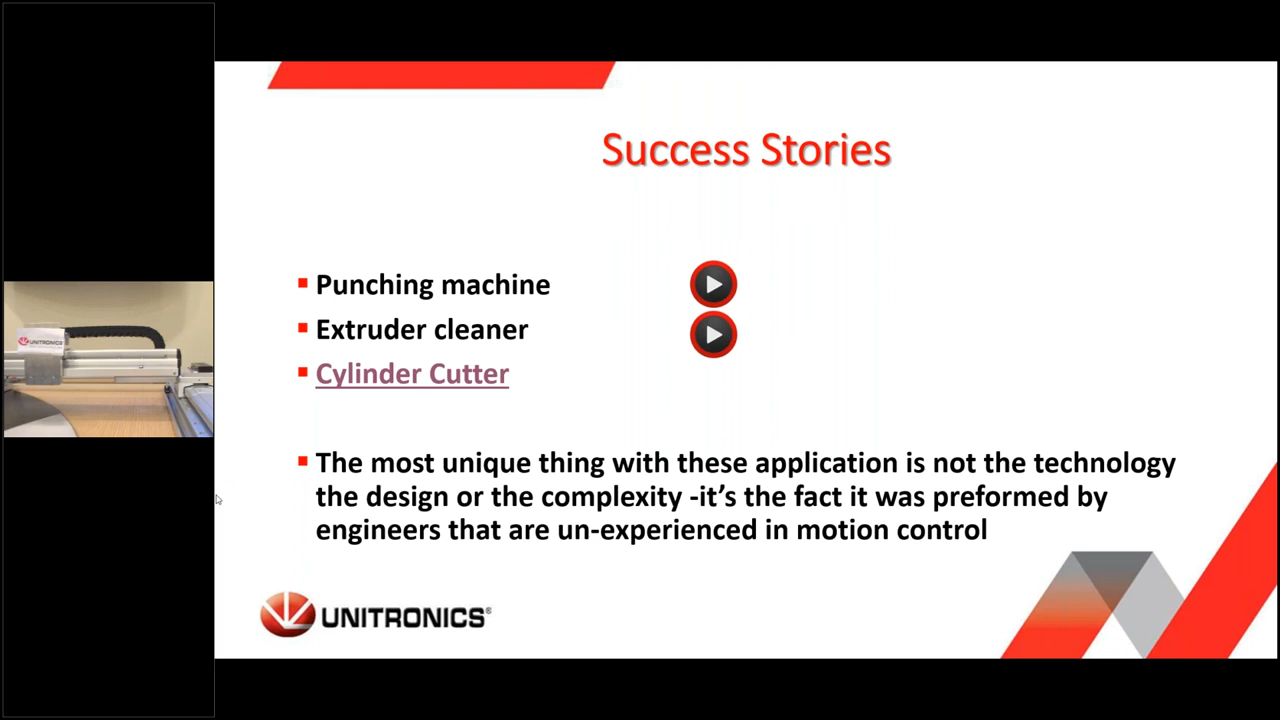 Success Stories
Punching machine
Extruder cleaner
Cylinder Cutter
The most unique thing with these application is not the technology
the design or the complexity -it's the fact it was preformed by
engineers that are un-experienced in motion control
UNITRONICS®
UNITRONICS